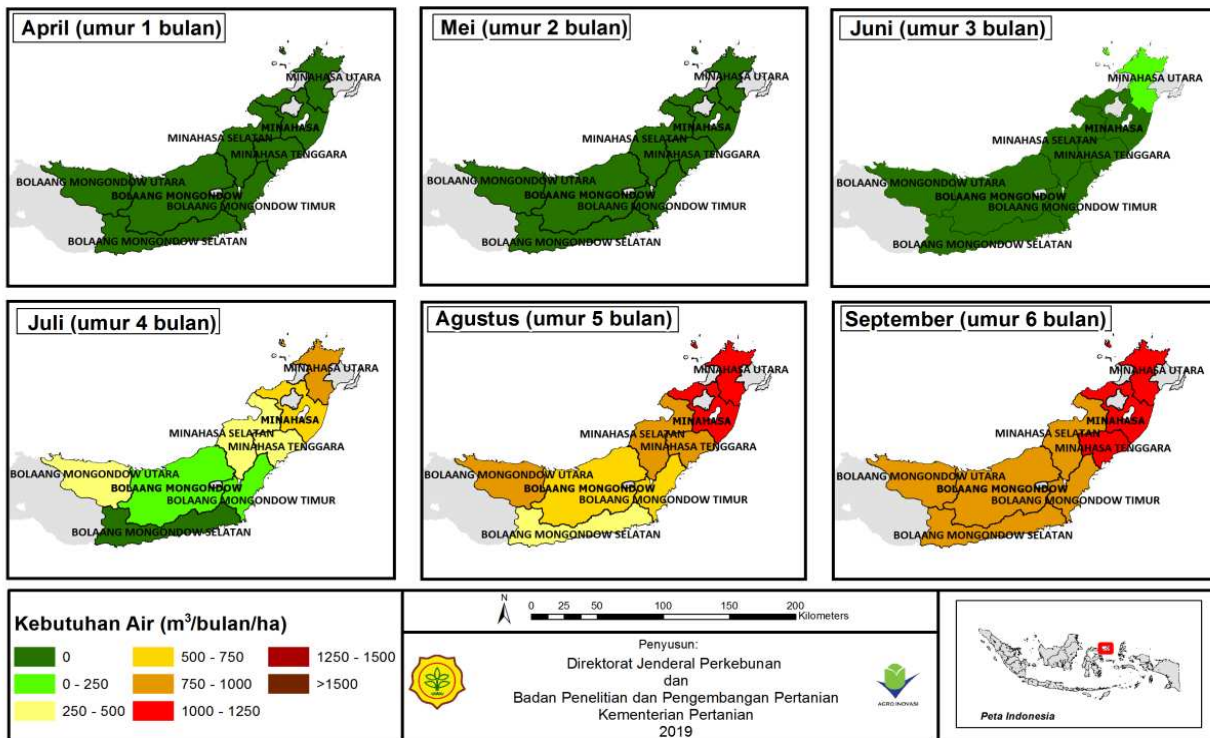 April (umur 1 bulan)
MINAHASA UTARA
MINAHASA
MINAHASA SELATAN
MINAHASA TENGGARA
BOLAANG MONGONDOW UTARA
BOLAANG MONGONDOW
BOLAANG MONGONDOW TIMUR
BOLAANG MONGONDOW SELATAN
Mei (umur 2 bulan)
MINAHASA UTARA
MINAHASA
MINAHASA SELATAN
MINAHASA TENGGARA
BOLAANG MONGONDOW UTARA
BOLAANG MONGONDOW
BOLAANG MONGONDOW TIMUR
BOLAANG MONGONDOW SELATAN
Juni (umur 3 bulan)
MINAHASA UTARA
MINAHASA
MINAHASA SELATAN
MINAHASA TENGGARA
BOLAANG MONGONDOW UTARA
BOLAANG MONGONDOW
BOLAANG MONGONDOW TIMUR
BOLAANG MONGONDOW SELATAN
Juli (umur 4 bulan)
MINAHASA UTARA
MINAHASA
MINAHASA SELATAN
MINAHASA TENGGARA
BOLAANG MONGONDOW UTARA
BOLAANG MONGONDOW
BOLAANG MONGONDOW TIMUR
BOLAANG MONGONDOW SELATAN
Agustus (umur 5 bulan)
MINAHASA UTARA
MINAHASA
MINAHASA SELATAN
MINAHASA TENGGARA
BOLAANG MONGONDOW UTARA
BOLAANG MONGONDOW
BOLAANG MONGONDOW TIMUR
BOLAANG MONGONDOW SELATAN
September (umur 6 bulan)
MINAHASA UTARA
MINAHASA
MINAHASA SELATAN
MINAHASA TENGGARA
BOLAANG MONGONDOW UTARA
BOLAANG MONGONDOW
BOLAANG MONGONDOW TIMUR
BOLAANG MONGONDOW SELATAN
Kebutuhan Air (m³/bulan/ha)
0 500 - 750 1250 - 1500
0 - 250 750 - 1000 >1500
250 - 500 1000 - 1250
N
0 25 50 100 150 200
Kilometers
Penyusun:
Direktorat Jenderal Perkebunan
dan
Badan Penelitian dan Pengembangan Pertanian
Kementerian Pertanian
2019
AGRO INOVASI
Peta Indonesia